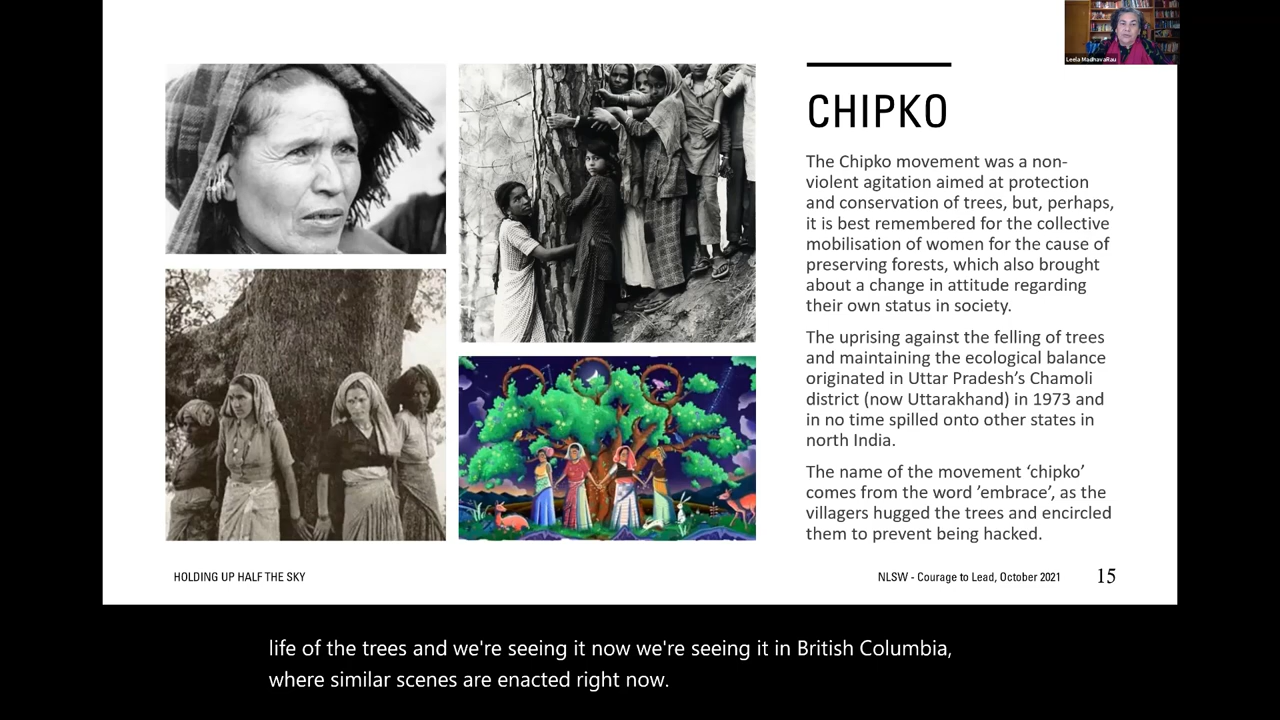 Leela MadhavaRau
CHIPKO
The Chipko movement was a non-
violent agitation aimed at protection
and conservation of trees, but, perhaps,
it is best remembered for the collective
mobilisation of women for the cause of
preserving forests, which also brought
about a change in attitude regarding
their own status in society.
The uprising against the felling of trees
and maintaining the ecological balance
originated in Uttar Pradesh’s Chamoli
district (now Uttarakhand) in 1973 and
in no time spilled onto other states in
north India.
The name of the movement ‘chipko’
comes from the word ’embrace’, as the
villagers hugged the trees and encircled
them to prevent being hacked.
HOLDING UP HALF THE SKY
NLSW - Courage to Lead, October 2021
15
life of the trees and we're seeing it now we're seeing it in British Columbia,
where similar scenes are enacted right now.